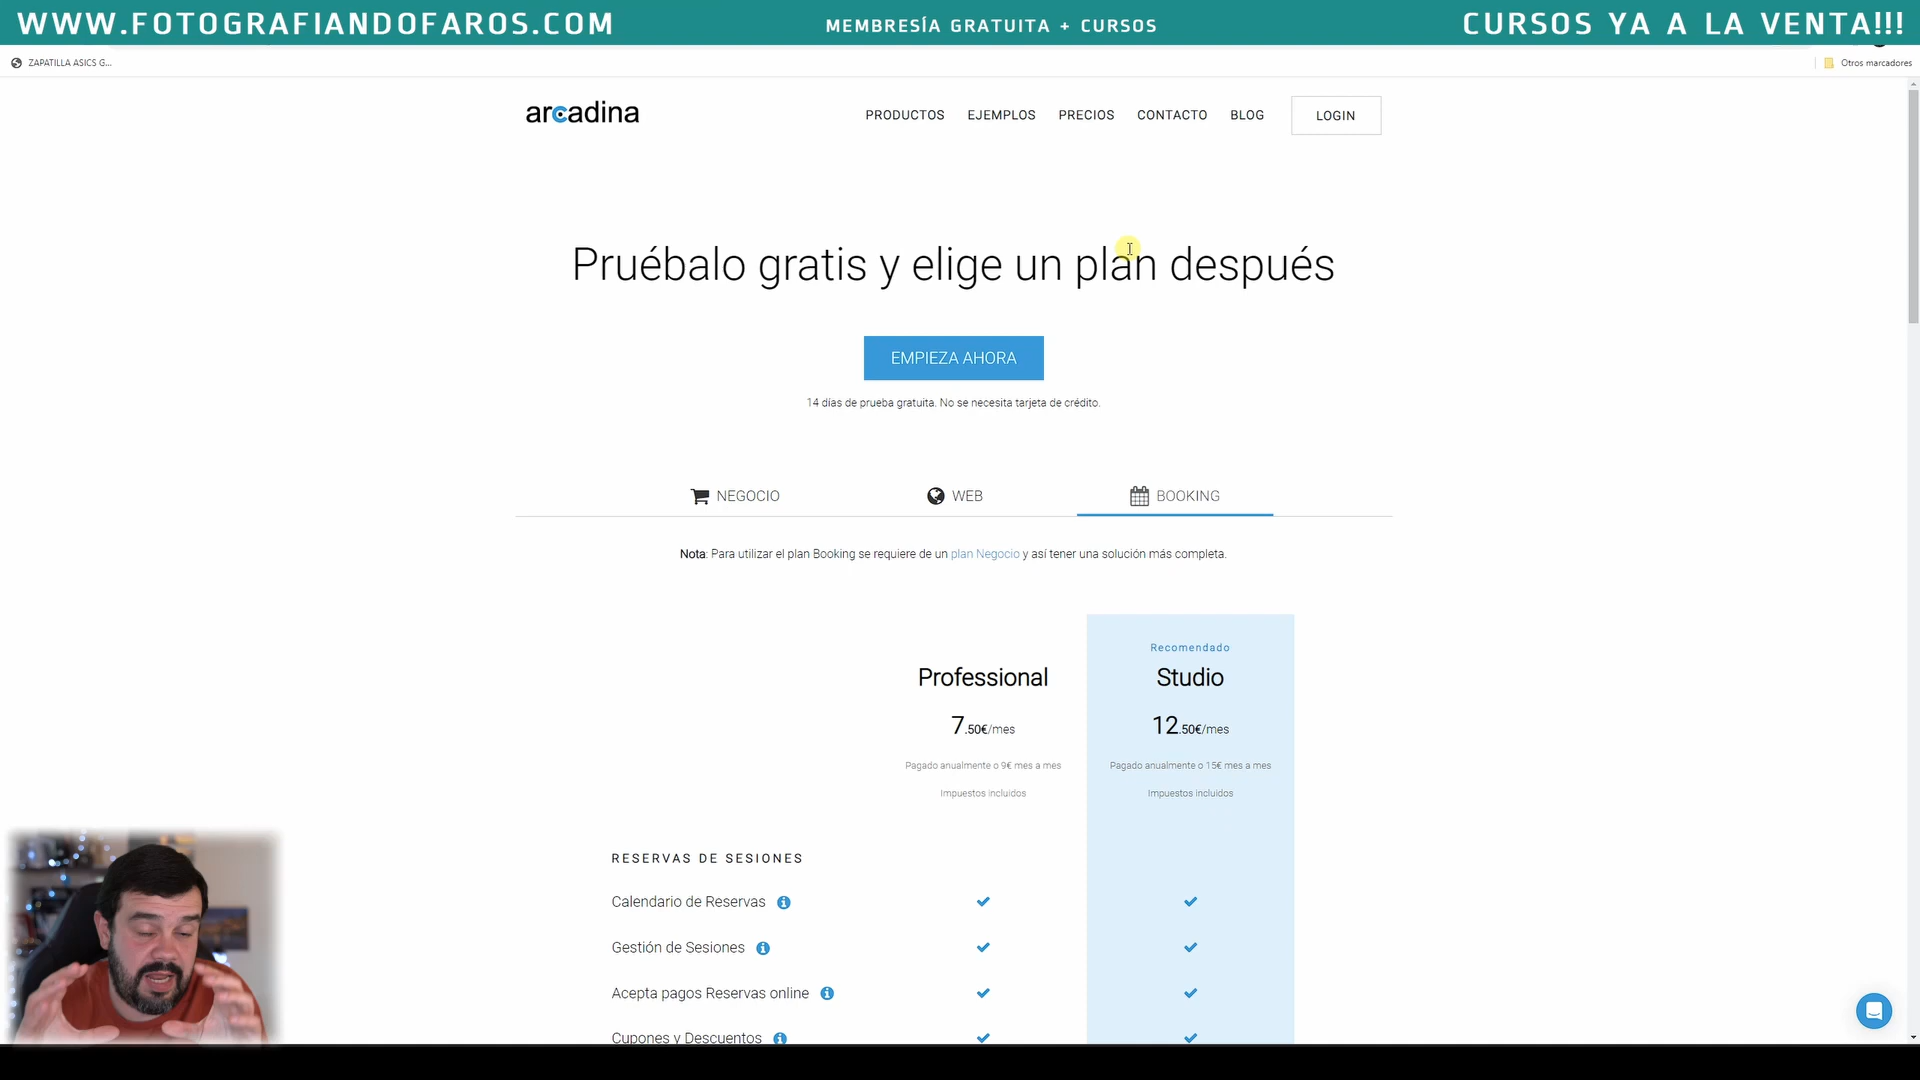 WWW.FOTOGRAFIANDOFAROS.COM
MEMBRESÍA GRATUITA + CURSOS
CURSOS YA A LA VENTA!!!
ZAPATILLA ASICS G...
Otros marcadores
arcadina
PRODUCTOS EJEMPLOS PRECIOS CONTACTO BLOG LOGIN
Pruébalo gratis y elige un plan después
EMPIEZA AHORA
14 días de prueba gratuita. No se necesita tarjeta de crédito.
NEGOCIO WEB BOOKING
Nota: Para utilizar el plan Booking se requiere de un plan Negocio y así tener una solución más completa.
Recomendado
Professional Studio
7.50€/mes 12.50€/mes
Pagado anualmente o 9€ mes a mes Pagado anualmente o 15€ mes a mes
Impuestos incluidos Impuestos incluidos
RESERVAS DE SESIONES
Calendario de Reservas
Gestión de Sesiones
Acepta pagos Reservas online
Cupones y Descuentos